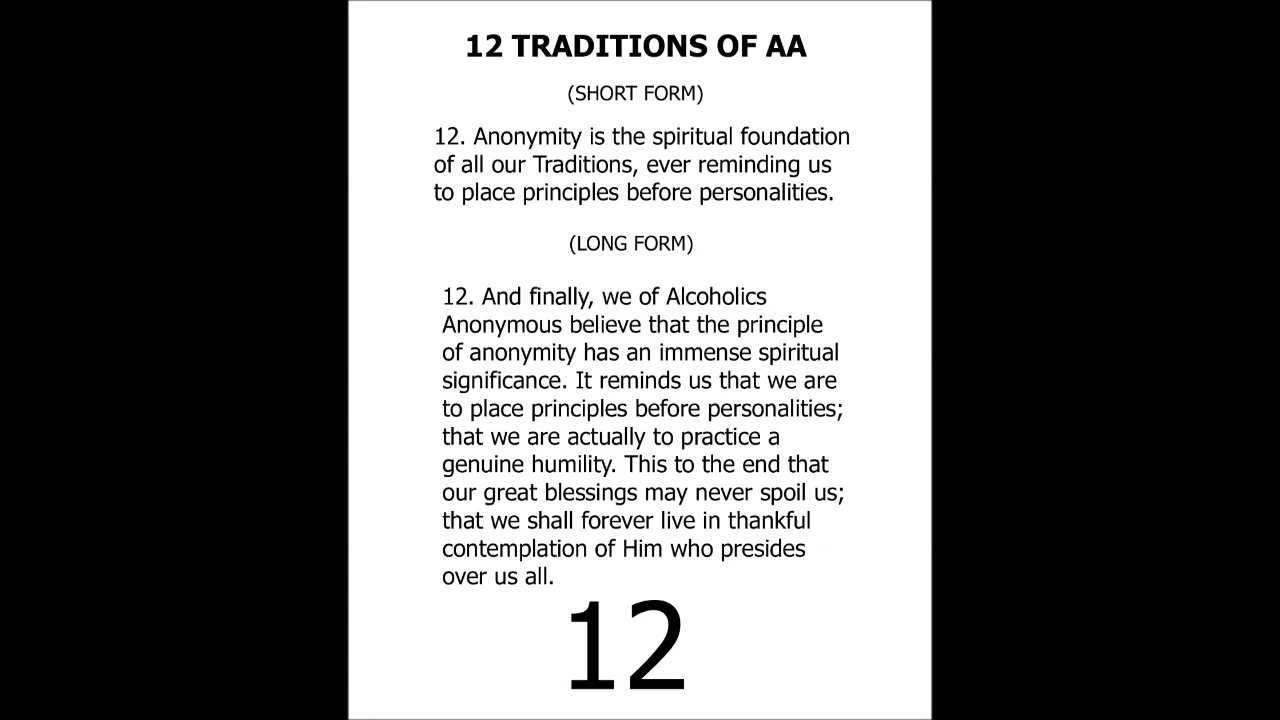 12 TRADITIONS OF AA
(SHORT FORM)
12. Anonymity is the spiritual foundation
of all our Traditions, ever reminding us
to place principles before personalities.
(LONG FORM)
12. And finally, we of Alcoholics
Anonymous believe that the principle
of anonymity has an immense spiritual
significance. It reminds us that we are
to place principles before personalities;
that we are actually to practice a
genuine humility. This to the end that
our great blessings may never spoil us;
that we shall forever live in thankful
contemplation of Him who presides
over us all.
12